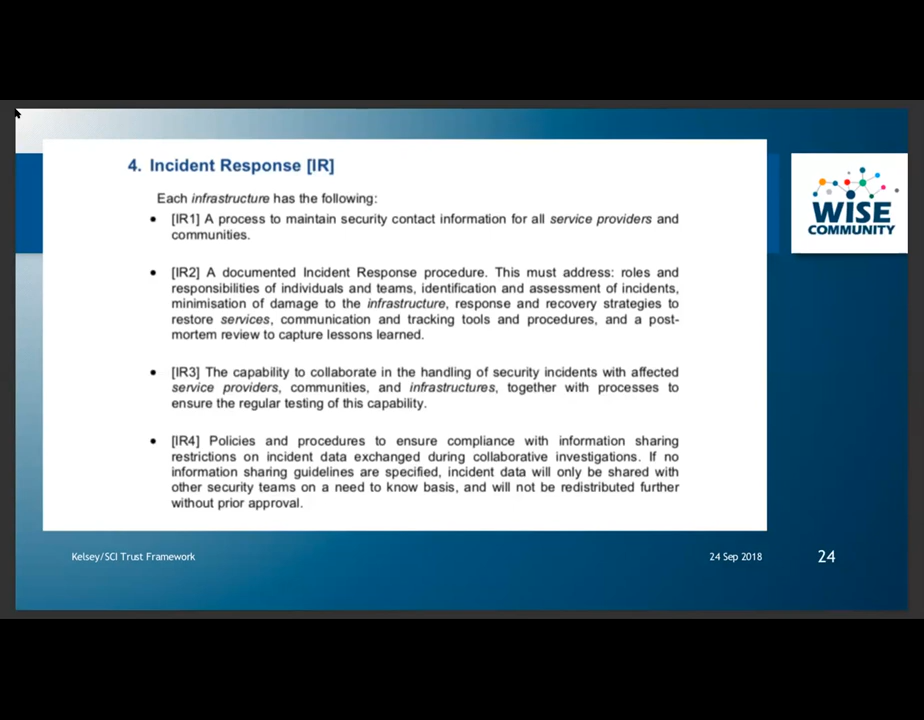 4. Incident Response [IR]
Each infrastructure has the following:
• [IR1] A process to maintain security contact information for all service providers and
communities.
• [IR2] A documented Incident Response procedure. This must address: roles and
responsibilities of individuals and teams, identification and assessment of incidents,
minimisation of damage to the infrastructure, response and recovery strategies to
restore services, communication and tracking tools and procedures, and a post-
mortem review to capture lessons learned.
• [IR3] The capability to collaborate in the handling of security incidents with affected
service providers, communities, and infrastructures, together with processes to
ensure the regular testing of this capability.
• [IR4] Policies and procedures to ensure compliance with information sharing
restrictions on incident data exchanged during collaborative investigations. If no
information sharing guidelines are specified, incident data will only be shared with
other security teams on a need to know basis, and will not be redistributed further
without prior approval.
WISE
COMMUNITY
Kelsey/SCI Trust Framework
24 Sep 2018
24